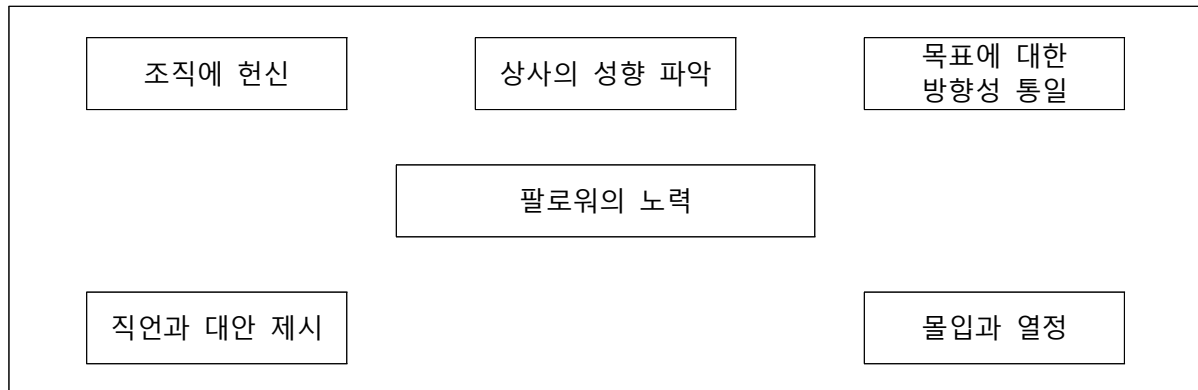 조직에 헌신
상사의 성향 파악
목표에 대한
방향성 통일
팔로워의 노력
직언과 대안 제시
몰입과 열정